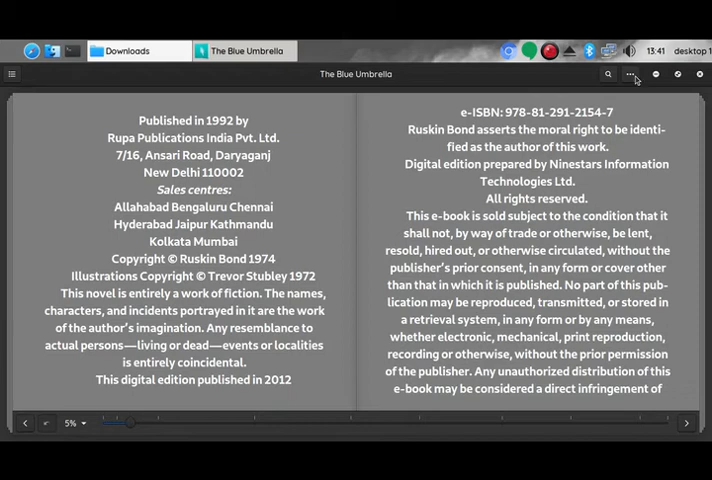 Downloads
The Blue Umbrella
13:41
desktop 1
The Blue Umbrella
Published in 1992 by
Rupa Publications India Pvt. Ltd.
7/16, Ansari Road, Daryaganj
New Delhi 110002
Sales centres:
Allahabad Bengaluru Chennai
Hyderabad Jaipur Kathmandu
Kolkata Mumbai
Copyright © Ruskin Bond 1974
Illustrations Copyright © Trevor Stubley 1972
This novel is entirely a work of fiction. The names,
characters, and incidents portrayed in it are the work
of the author's imagination. Any resemblance to
actual persons—living or dead—events or localities
is entirely coincidental.
This digital edition published in 2012
e-ISBN: 978-81-291-2154-7
Ruskin Bond asserts the moral right to be identi-
fied as the author of this work.
Digital edition prepared by Ninestars Information
Technologies Ltd.
All rights reserved.
This e-book is sold subject to the condition that it
shall not, by way of trade or otherwise, be lent,
resold, hired out, or otherwise circulated, without the
publisher's prior consent, in any form or cover other
than that in which it is published. No part of this pub-
lication may be reproduced, transmitted, or stored in
a retrieval system, in any form or by any means,
whether electronic, mechanical, print reproduction,
recording or otherwise, without the prior permission
of the publisher. Any unauthorized distribution of this
e-book may be considered a direct infringement of
5%